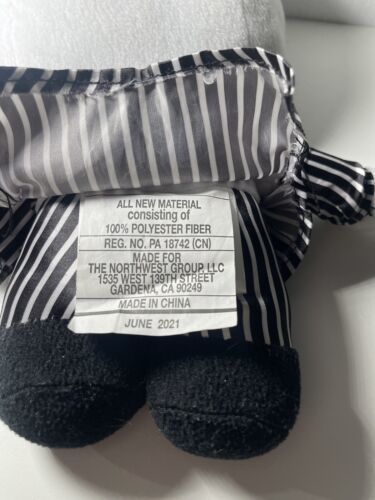 ALL NEW MATERIAL
consisting of
100% POLYESTER FIBER
REG. NO. PA 18742 (CN)
MADE FOR
THE NORTHWEST GROUP, LLC
1535 WEST 139TH STREET
GARDENA, CA 90249
MADE IN CHINA
JUNE 2021